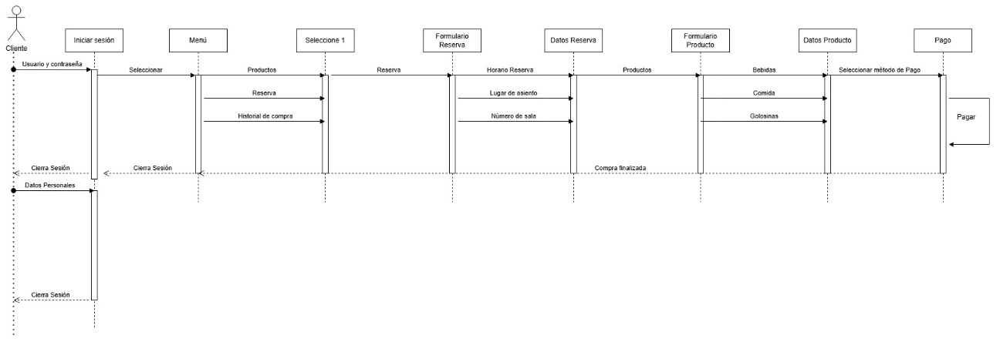 Cliente
Iniciar sesión
Menú
Seleccione 1
Formulario
Reserva
Datos Reserva
Formulario
Producto
Datos Producto
Pago
Usuario y contraseña
Seleccionar
Productos
Reserva
Horario Reserva
Productos
Bebidas
Seleccionar método de Pago
Reserva
Lugar de asiento
Comida
Historial de compra
Número de sala
Golosinas
Pagar
Cierra Sesión
Cierra Sesión
Compra finalizada
Datos Personales
Cierra Sesión